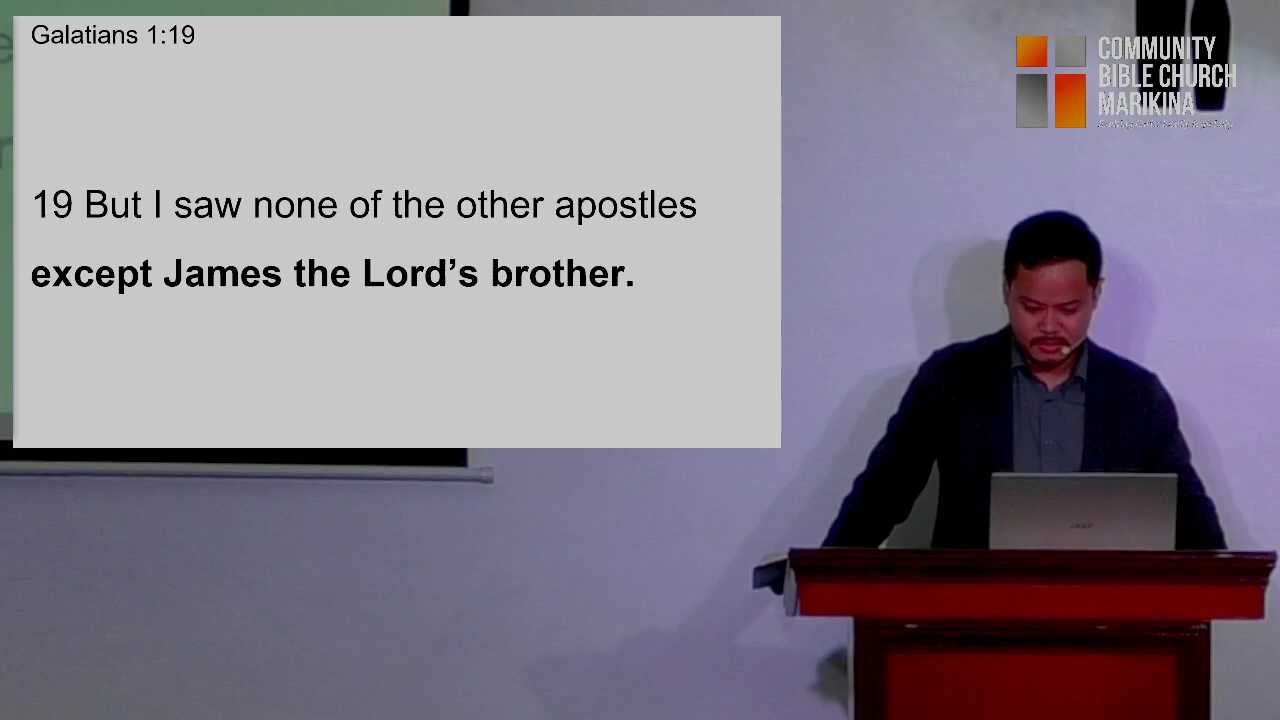 Galatians 1:19
19 But I saw none of the other apostles
except James the Lord’s brother.
COMMUNITY
BIBLE CHURCH
MARIKINA
acer